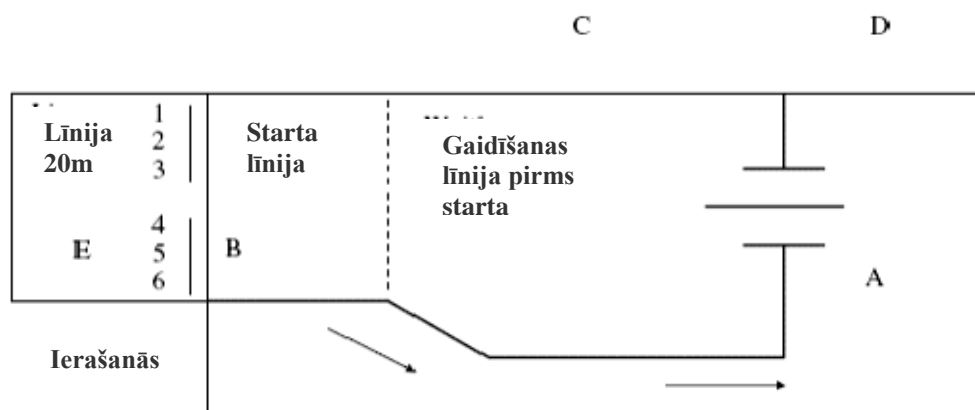 C D
1
2
3
Līnija
20m
Starta
līnija
Gaidīšanas
līnija pirms
starta
4
5
6
E
B
A
Ierašanās